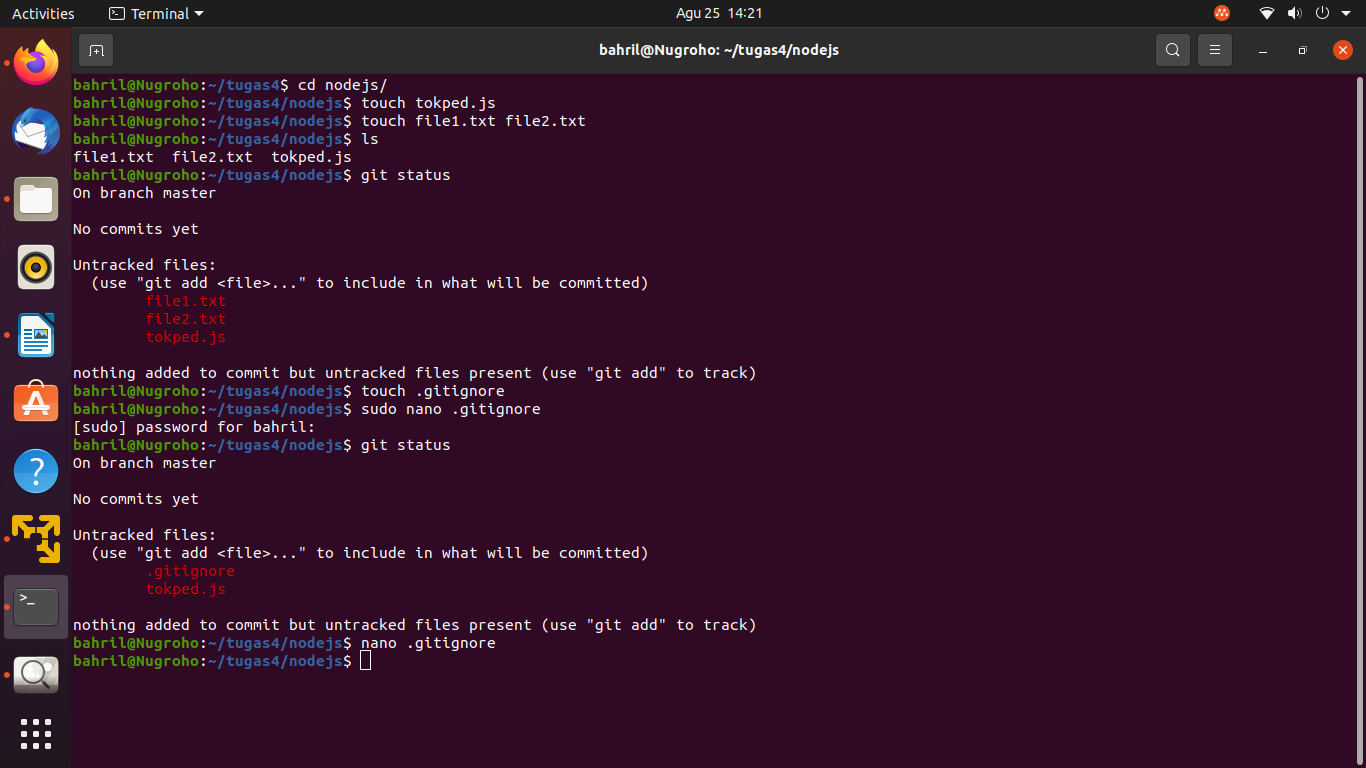 Activities Terminal Agu 25 14:21
bahril@Nugroho: ~/tugas4/nodejs
bahril@Nugroho:~/tugas4$ cd nodejs/
bahril@Nugroho:~/tugas4/nodejs$ touch tokped.js
bahril@Nugroho:~/tugas4/nodejs$ touch file1.txt file2.txt
bahril@Nugroho:~/tugas4/nodejs$ ls
file1.txt  file2.txt  tokped.js
bahril@Nugroho:~/tugas4/nodejs$ git status
On branch master

No commits yet

Untracked files:
  (use "git add <file>..." to include in what will be committed)
        file1.txt
        file2.txt
        tokped.js

nothing added to commit but untracked files present (use "git add" to track)
bahril@Nugroho:~/tugas4/nodejs$ touch .gitignore
bahril@Nugroho:~/tugas4/nodejs$ sudo nano .gitignore
[sudo] password for bahril:
bahril@Nugroho:~/tugas4/nodejs$ git status
On branch master

No commits yet

Untracked files:
  (use "git add <file>..." to include in what will be committed)
        .gitignore
        tokped.js

nothing added to commit but untracked files present (use "git add" to track)
bahril@Nugroho:~/tugas4/nodejs$ nano .gitignore
bahril@Nugroho:~/tugas4/nodejs$